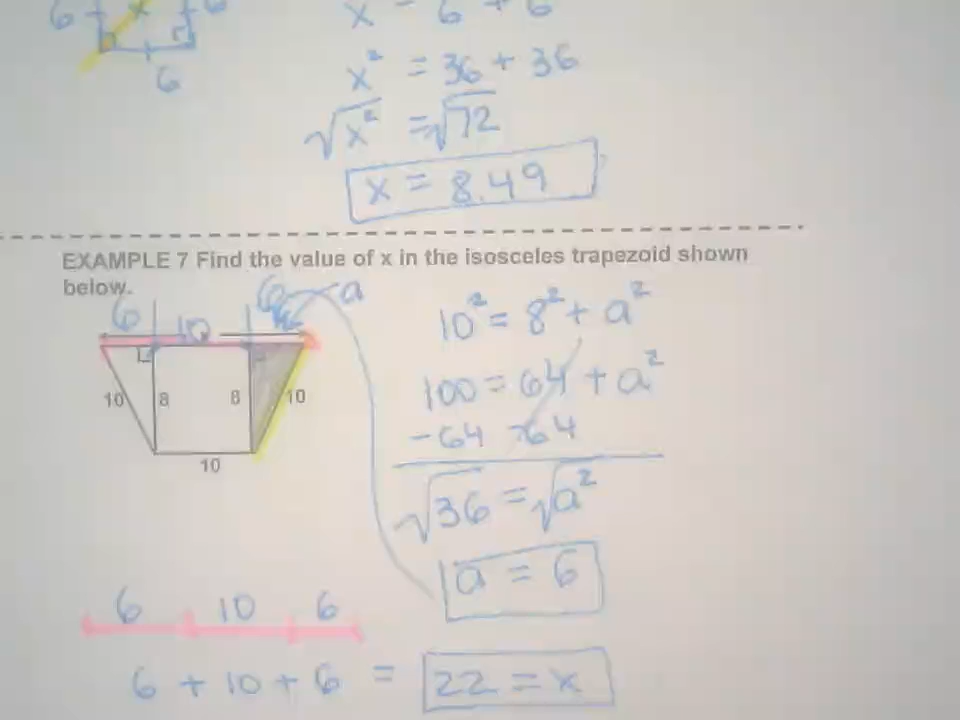 6 x 6
6
x² = 6² + 6²
x² = 36 + 36
√x² = √72
x = 8.49
EXAMPLE 7 Find the value of x in the isosceles trapezoid shown
below.
6 10 6 a
10 8 8 10
10
10² = 8² + a²
100 = 64 + a²
-64 -64
√36 = √a²
a = 6
6 10 6
6 + 10 + 6 = 22 = x